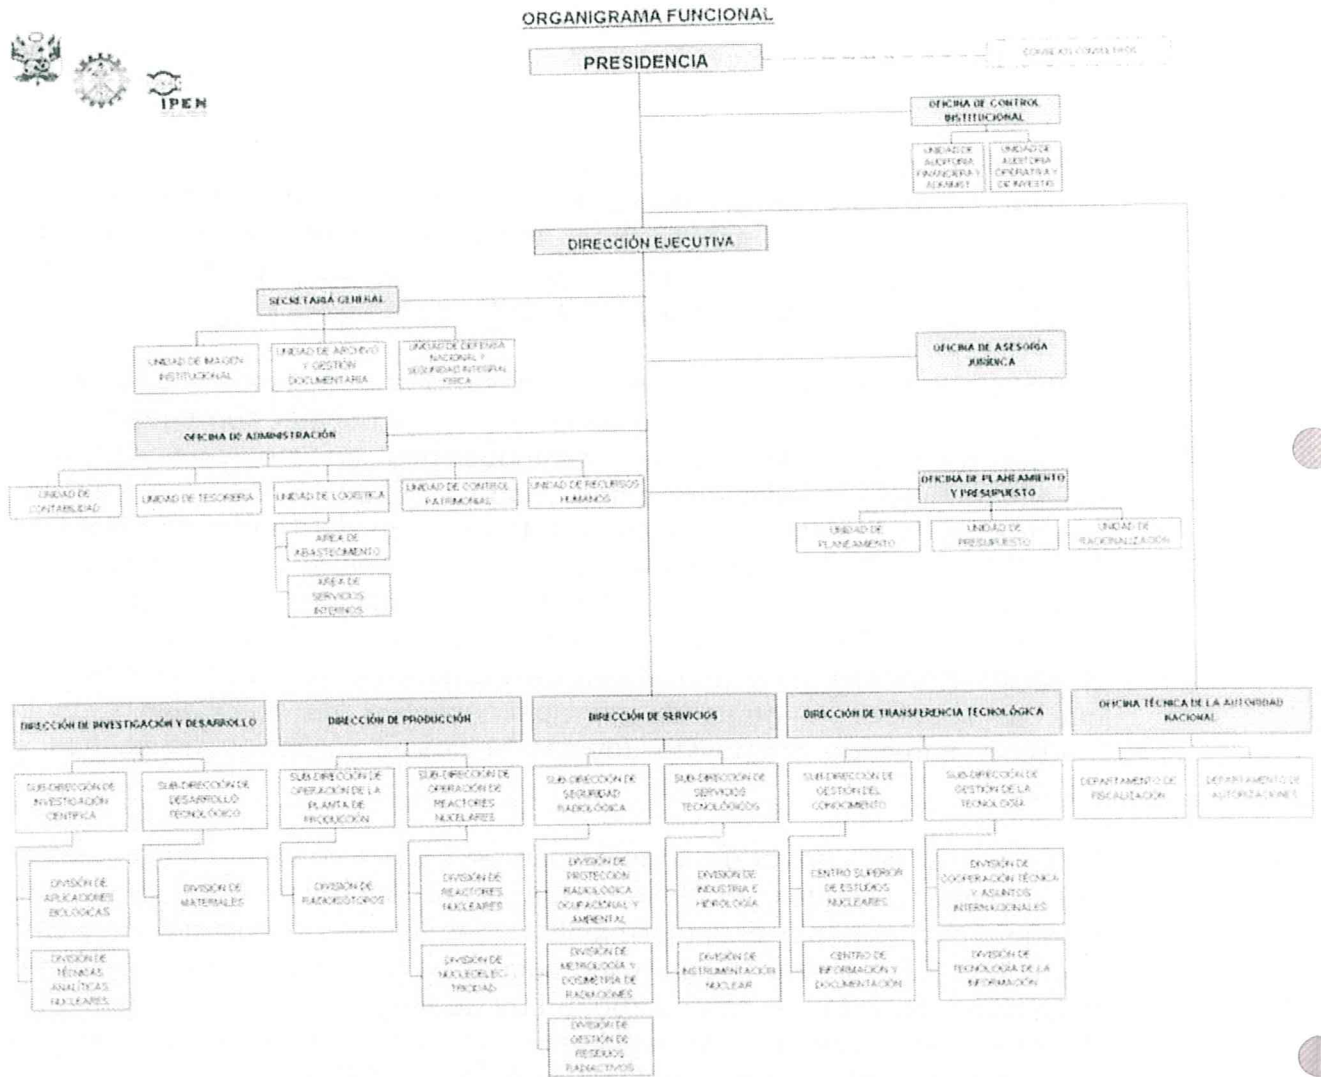 ORGANIGRAMA FUNCIONAL
PRESIDENCIA
IPEN
OFICINA DE CONTROL
INSTITUCIONAL
UNIDAD DE
AUDITORIA
FINANCIERA Y
ADMINIST.
UNIDAD DE
AUDITORIA
OPERATIVA Y
DE INVESTIG
DIRECCIÓN EJECUTIVA
SECRETARIA GENERAL
UNIDAD DE IMAGEN
INSTITUCIONAL
UNIDAD DE ARCHIVO
Y GESTIÓN
DOCUMENTARIA
UNIDAD DE DEFENSA
NACIONAL Y
SEGURIDAD INTEGRAL
FISICA
OFICINA DE ASESORÍA
JURÍDICA
OFICINA DE ADMINISTRACIÓN
UNIDAD DE
CONTABILIDAD
UNIDAD DE TESORERIA
UNIDAD DE LOGISTICA
UNIDAD DE CONTROL
PATRIMONIAL
UNIDAD DE RECURSOS
HUMANOS
AREA DE
ABASTECIMIENTO
AREA DE
SERVICIOS
INTERNOS
OFICINA DE PLANEAMIENTO
Y PRESUPUESTO
UNIDAD DE
PLANEAMIENTO
UNIDAD DE
PRESUPUESTO
UNIDAD DE
RACIONALIZACIÓN
DIRECCIÓN DE INVESTIGACIÓN Y DESARROLLO
DIRECCIÓN DE PRODUCCIÓN
DIRECCIÓN DE SERVICIOS
DIRECCIÓN DE TRANSFERENCIA TECNOLÓGICA
OFICINA TÉCNICA DE LA AUTORIDAD
NACIONAL
SUB-DIRECCIÓN DE
INVESTIGACIÓN
CIENTÍFICA
SUB-DIRECCIÓN DE
DESARROLLO
TECNOLÓGICO
SUB-DIRECCIÓN DE
OPERACIÓN DE LA
PLANTA DE
PRODUCCIÓN
SUB-DIRECCIÓN DE
OPERACIÓN DE
REACTORES
NUCELARES
SUB-DIRECCIÓN DE
SEGURIDAD
RADIOLÓGICA
SUB-DIRECCIÓN DE
SERVICIOS
TECNOLÓGICOS
SUB-DIRECCIÓN DE
GESTIÓN DEL
CONOCIMIENTO
SUB-DIRECCIÓN DE
GESTIÓN DE LA
TECNOLOGÍA
DEPARTAMENTO DE
FISCALIZACIÓN
DEPARTAMENTO DE
AUTORIZACIONES
DIVISIÓN DE
APLICACIONES
BIOLOGICAS
DIVISIÓN DE
MATERIALES
DIVISIÓN DE
RADIOISÓTOPOS
DIVISIÓN DE
REACTORES
NUCLEARES
DIVISIÓN DE
PROTECCIÓN
RADIOLÓGICA
OCUPACIONAL Y
AMBIENTAL
DIVISIÓN DE
INDUSTRIA E
HIDROLOGÍA
CENTRO SUPERIOR
DE ESTUDIOS
NUCLEARES
DIVISIÓN DE
COOPERACIÓN TÉCNICA
Y ASUNTOS
INTERNACIONALES
DIVISIÓN DE
TÉCNICAS
ANALÍTICAS
NUCLEARES
DIVISIÓN DE
NUCLEOELEC-
TRICIDAD
DIVISIÓN DE
METROLOGÍA Y
DOSIMETRÍA DE
RADIACIONES
DIVISIÓN DE
INSTRUMENTACIÓN
NUCLEAR
CENTRO DE
INFORMACIÓN Y
DOCUMENTACIÓN
DIVISIÓN DE
TECNOLOGÍA DE LA
INFORMACIÓN
DIVISIÓN DE
GESTIÓN DE
RESIDUOS
RADIACTIVOS